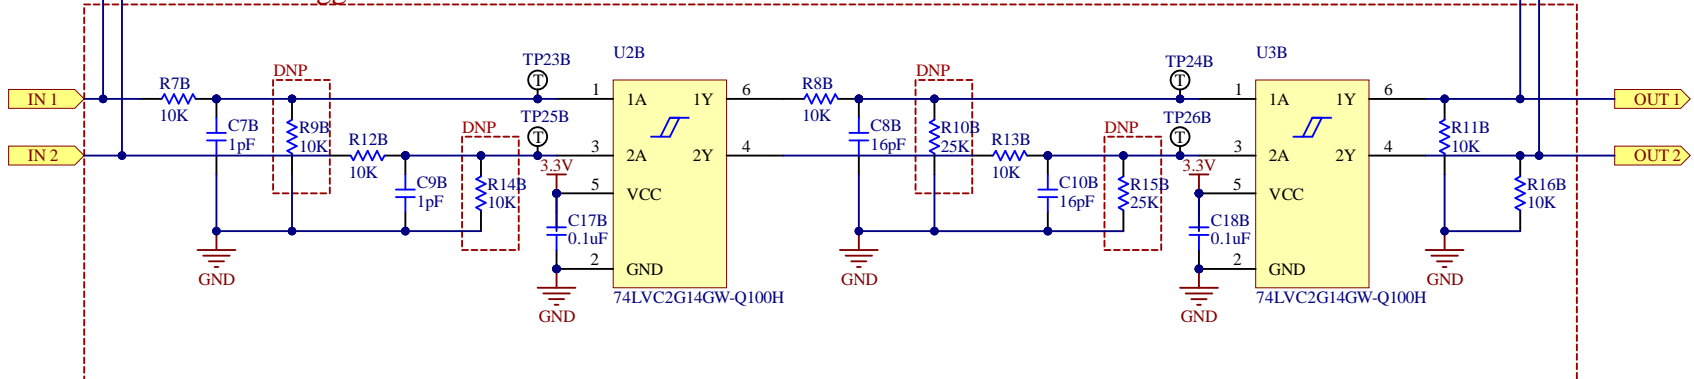 TP23B
U2B
TP24B
U3B
DNP
DNP
R7B
R8B
IN 1
1
1A
1Y
6
1
1A
1Y
6
OUT 1
10K
10K
TP25B
TP26B
C7B
1pF
R9B
10K
R12B
DNP
C8B
16pF
R10B
25K
R13B
DNP
R11B
10K
IN 2
3
2A
2Y
4
3
2A
2Y
4
OUT 2
10K
3.3V
10K
3.3V
C9B
1pF
R14B
10K
5
VCC
C10B
16pF
R15B
25K
5
VCC
R16B
10K
C17B
0.1uF
C18B
0.1uF
2
GND
2
GND
GND
GND
GND
74LVC2G14GW-Q100H
74LVC2G14GW-Q100H
GND
GND